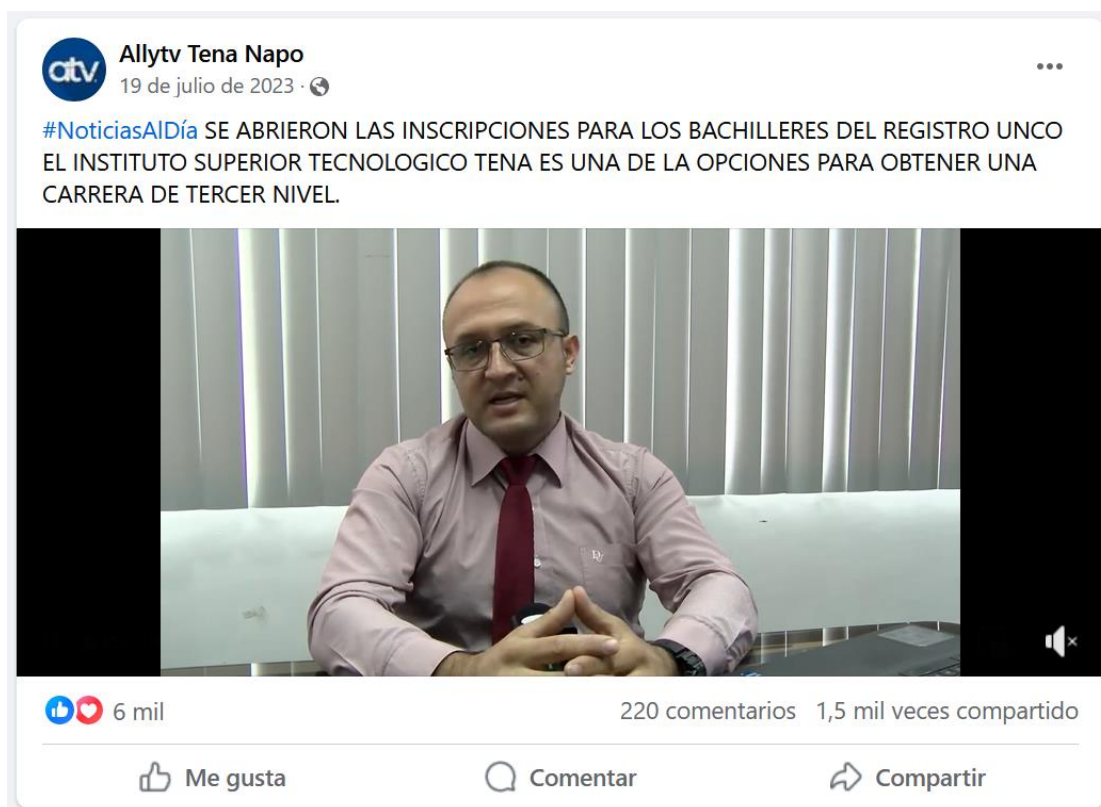 atv
Allytv Tena Napo
19 de julio de 2023 ·
#NoticiasAlDía SE ABRIERON LAS INSCRIPCIONES PARA LOS BACHILLERES DEL REGISTRO UNCO
EL INSTITUTO SUPERIOR TECNOLOGICO TENA ES UNA DE LA OPCIONES PARA OBTENER UNA
CARRERA DE TERCER NIVEL.
6 mil
220 comentarios 1,5 mil veces compartido
Me gusta Comentar Compartir